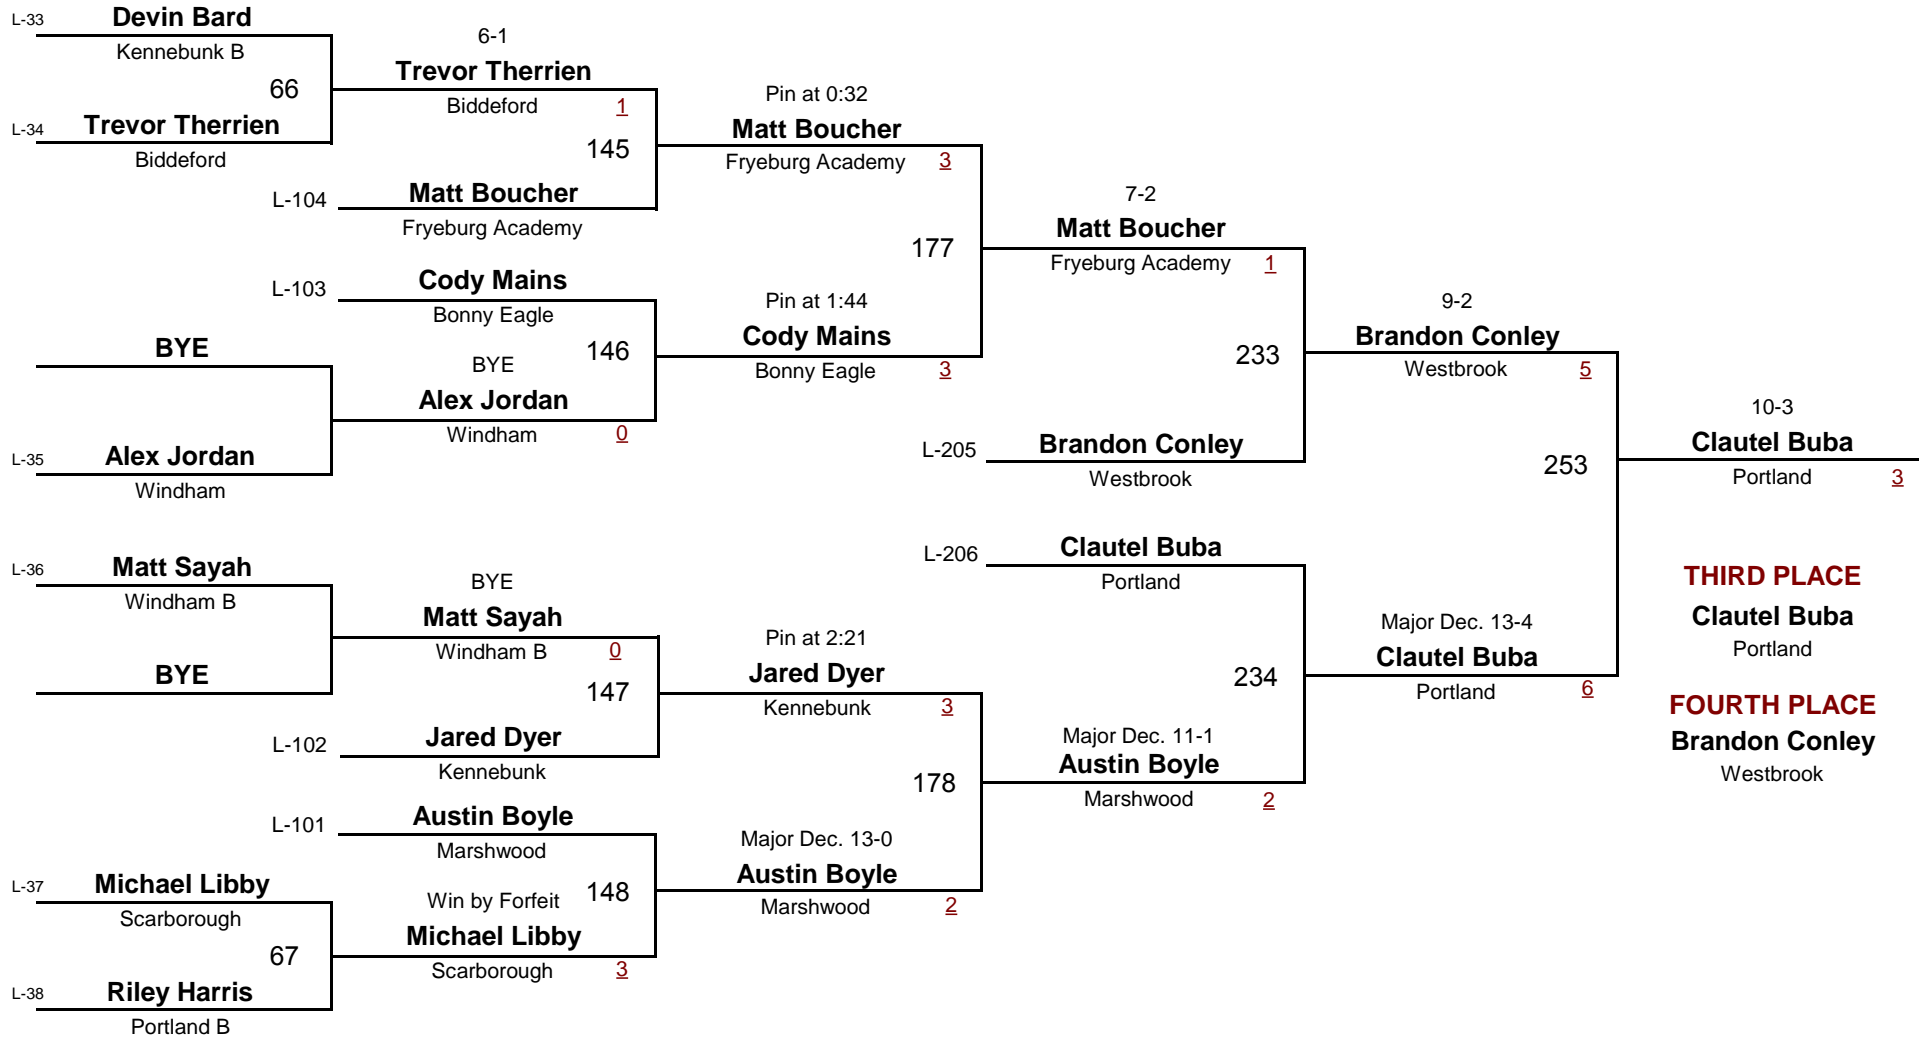 L-33 Devin Bard
Kennebunk B
66
L-34 Trevor Therrien
Biddeford
6-1
Trevor Therrien
Biddeford 1
145
L-104 Matt Boucher
Fryeburg Academy
Pin at 0:32
Matt Boucher
Fryeburg Academy 3
177
L-103 Cody Mains
Bonny Eagle
146
BYE
BYE
Alex Jordan
Windham 0
L-35 Alex Jordan
Windham
Pin at 1:44
Cody Mains
Bonny Eagle 3
7-2
Matt Boucher
Fryeburg Academy 1
233
L-205 Brandon Conley
Westbrook
9-2
Brandon Conley
Westbrook 5
253
10-3
Clautel Buba
Portland 3
L-36 Matt Sayah
Windham B
BYE
BYE
Matt Sayah
Windham B 0
147
L-102 Jared Dyer
Kennebunk
Pin at 2:21
Jared Dyer
Kennebunk 3
178
L-101 Austin Boyle
Marshwood
148
L-37 Michael Libby
Scarborough
67
L-38 Riley Harris
Portland B
Win by Forfeit
Michael Libby
Scarborough 3
Major Dec. 13-0
Austin Boyle
Marshwood 2
L-206 Clautel Buba
Portland
234
Major Dec. 11-1
Austin Boyle
Marshwood 2
Major Dec. 13-4
Clautel Buba
Portland 6
THIRD PLACE
Clautel Buba
Portland
FOURTH PLACE
Brandon Conley
Westbrook